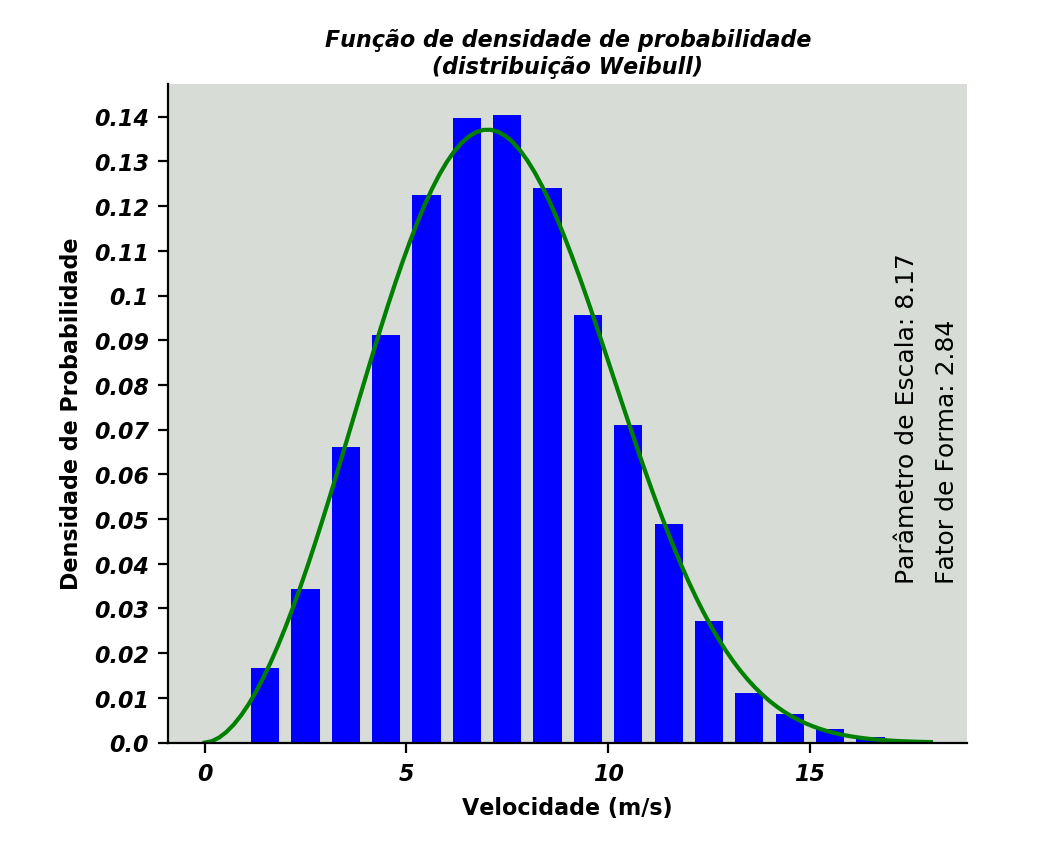 Função de densidade de probabilidade
(distribuição Weibull)
Densidade de Probabilidade
0.14
0.13
0.12
0.11
0.1
0.09
0.08
0.07
0.06
0.05
0.04
0.03
0.02
0.01
0.0
Parâmetro de Escala: 8.17
Fator de Forma: 2.84
0 5 10 15
Velocidade (m/s)